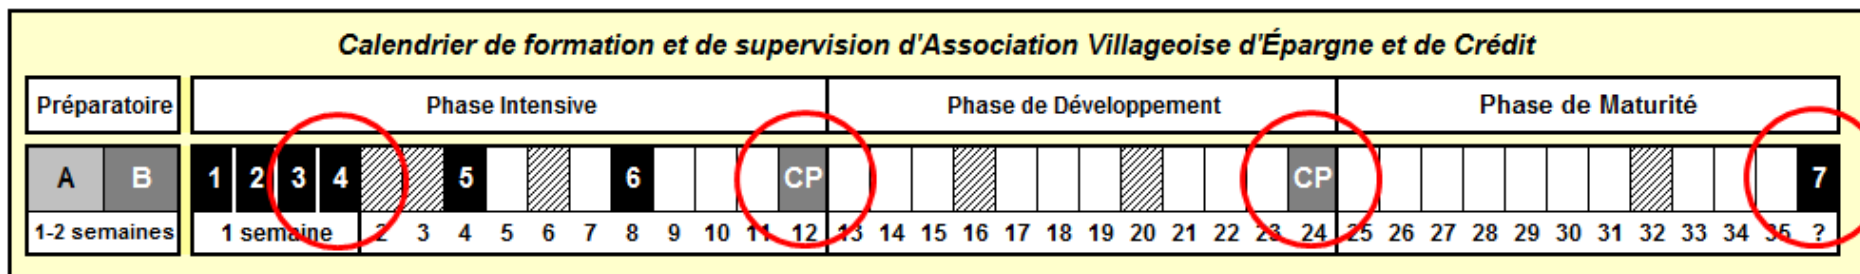 Calendrier de formation et de supervision d'Association Villageoise d'Épargne et de Crédit
Préparatoire Phase Intensive Phase de Développement Phase de Maturité
A B 1 2 3 4 5 6 CP CP 7
1-2 semaines 1 semaine 2 3 4 5 6 7 8 9 10 11 12 13 14 15 16 17 18 19 20 21 22 23 24 25 26 27 28 29 30 31 32 33 34 35 ?